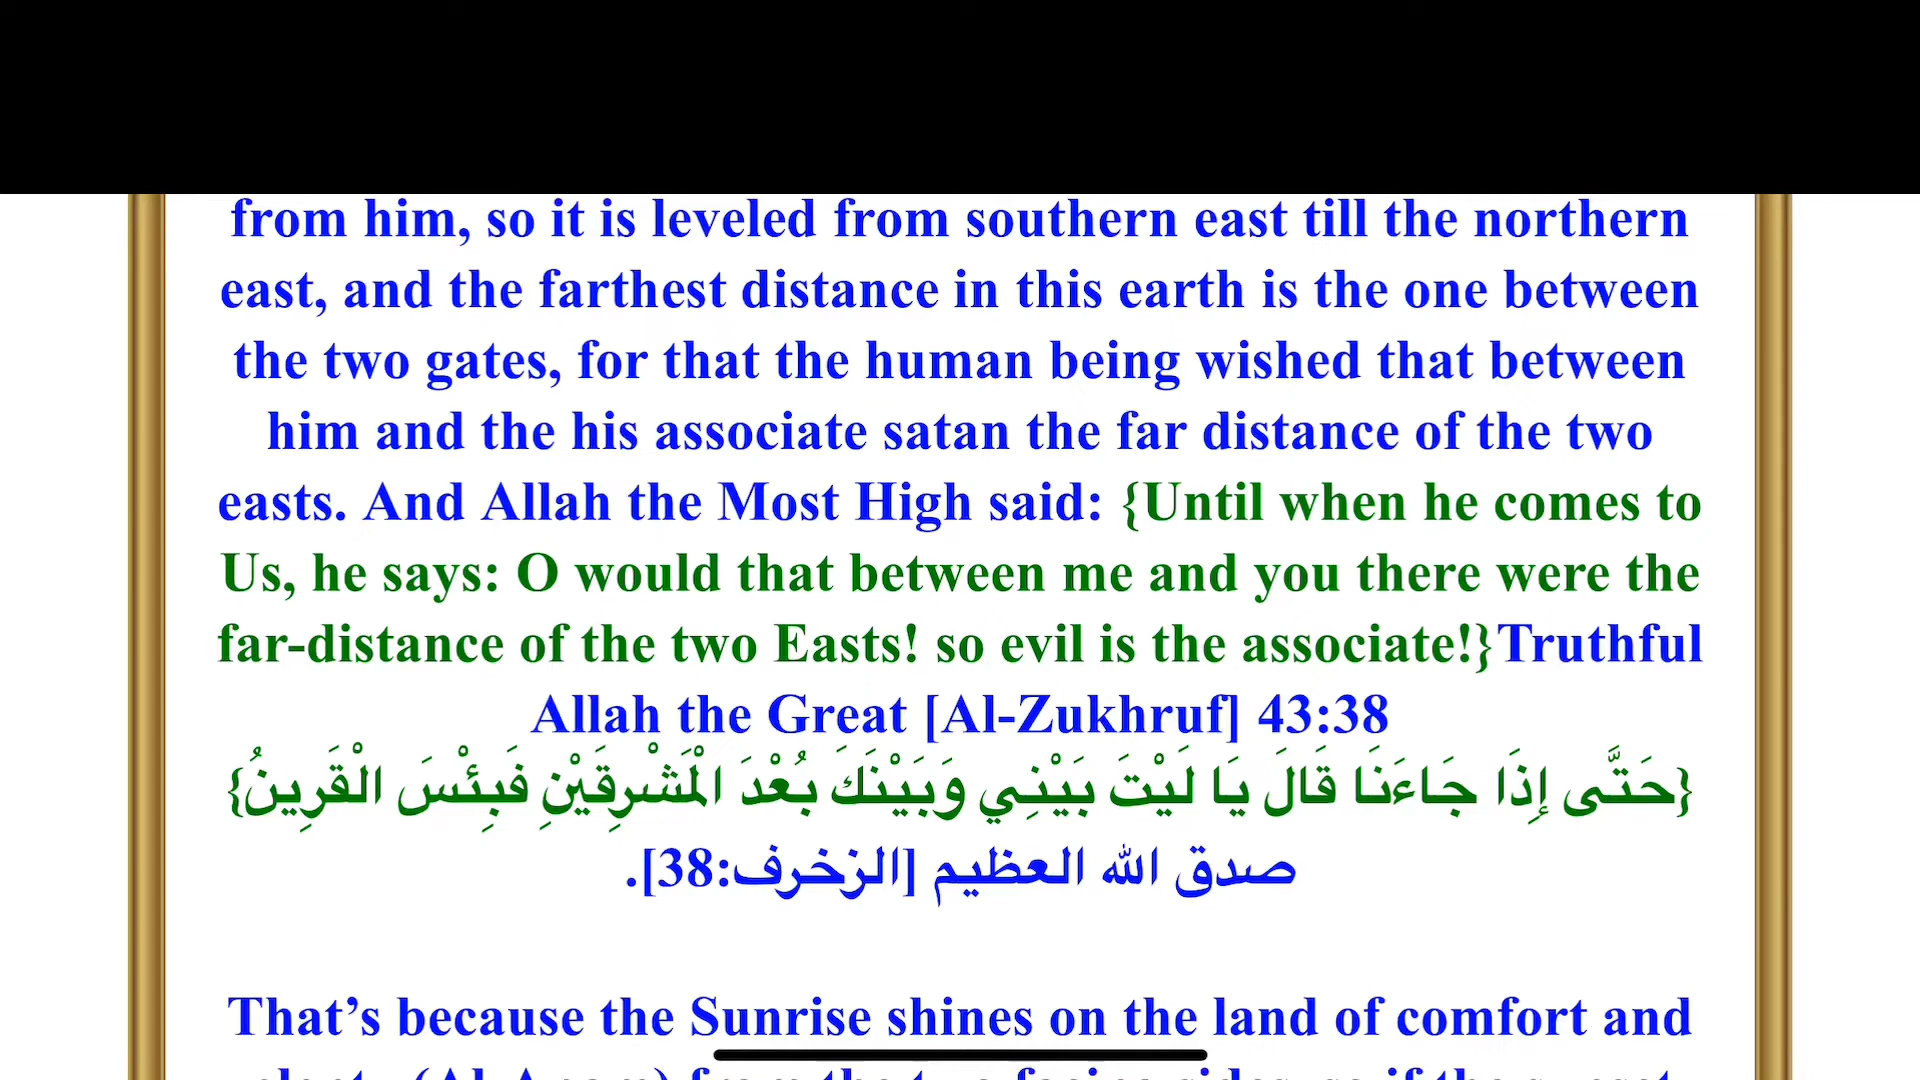 from him, so it is leveled from southern east till the northern
east, and the farthest distance in this earth is the one between
the two gates, for that the human being wished that between
him and the his associate satan the far distance of the two
easts. And Allah the Most High said: {Until when he comes to
Us, he says: O would that between me and you there were the
far-distance of the two Easts! so evil is the associate!}Truthful
Allah the Great [Al-Zukhruf] 43:38
{حَتَّى إِذَا جَاءَنَا قَالَ يَا لَيْتَ بَيْنِي وَبَيْنَكَ بُعْدَ الْمَشْرِقَيْنِ فَبِئْسَ الْقَرِينُ}
صدق الله العظيم [الزخرف:38].
That’s because the Sunrise shines on the land of comfort and